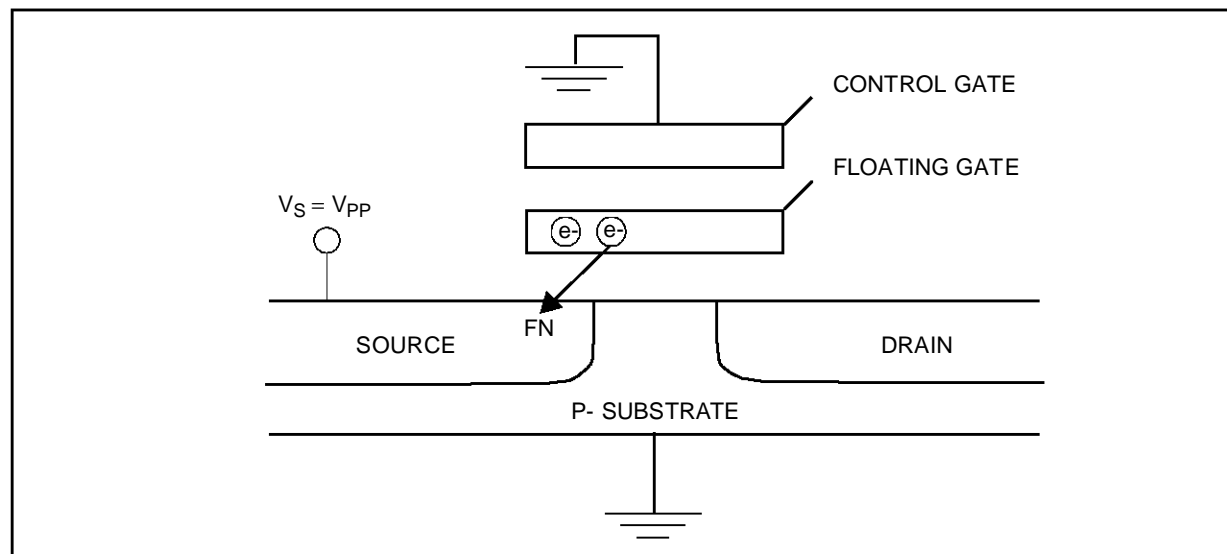 CONTROL GATE
FLOATING GATE
VS = VPP
e- e-
FN
SOURCE
DRAIN
P- SUBSTRATE